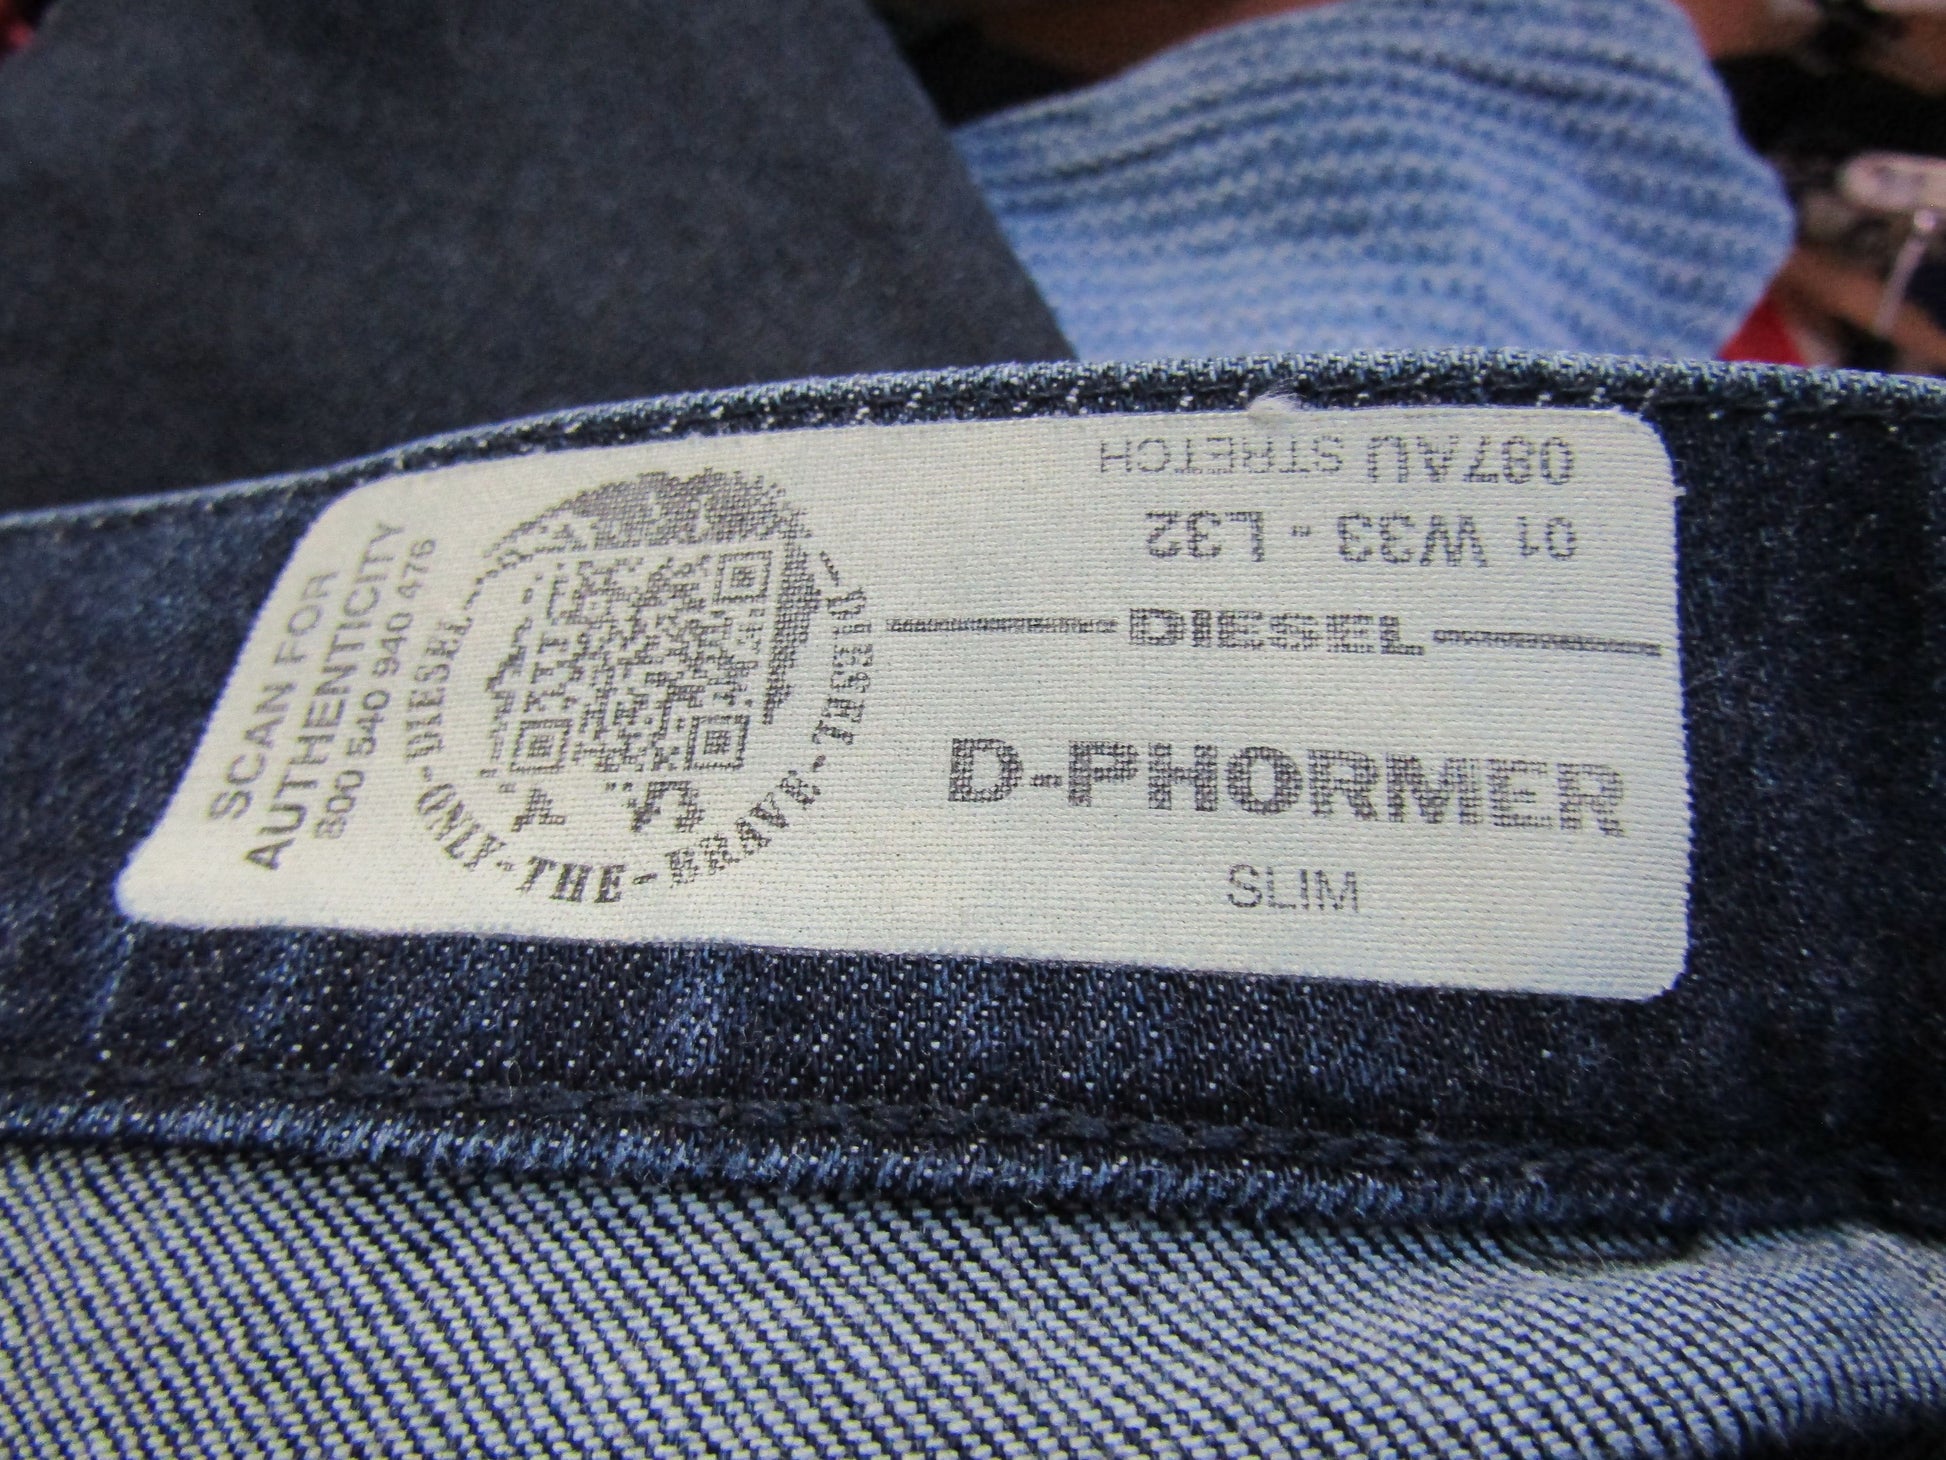 SCAN FOR
AUTHENTICITY
800 540 940 476
DIESEL-ONLY-THE-BRAVE-
087AU STRETCH
01 W33 - L32
DIESEL
D-PHORMER
SLIM